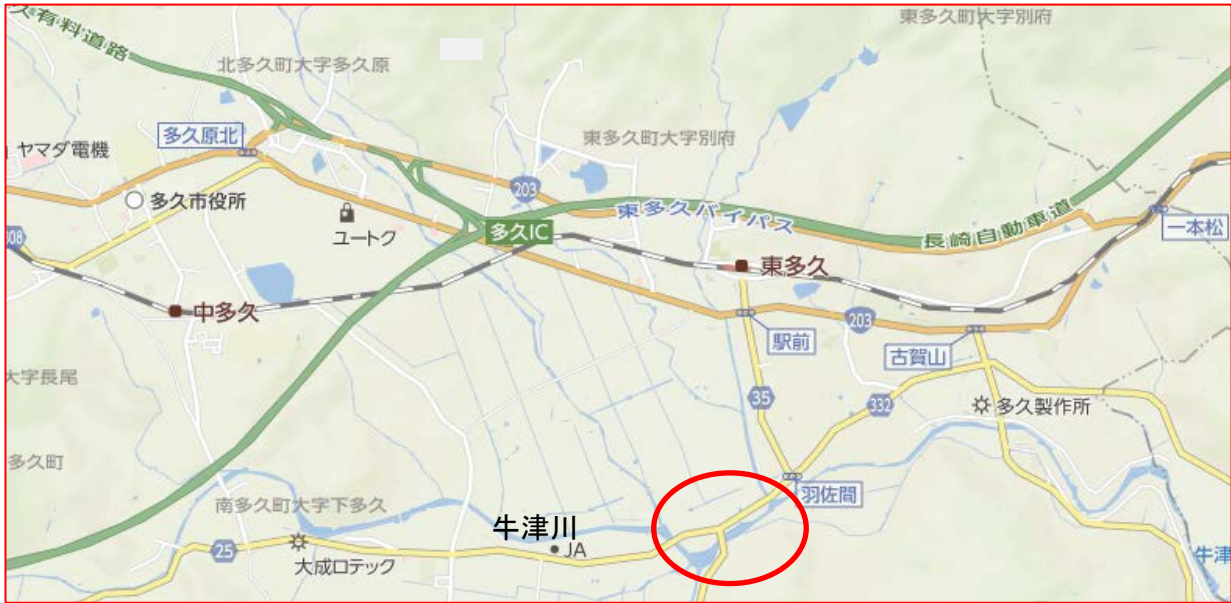 東多久町大字別府
久有料道路
北多久町大字多久原
多久原北
ヤマダ電機
東多久町大字別府
203
多久市役所
東多久バイパス
ユートク
多久IC
長崎自動車道
一本松
308
東多久
中多久
203
駅前
古賀山
大字長尾
35
332
多久製作所
多久町
羽佐間
南多久町大字下多久
牛津川
25
JA
大成ロテック
牛津